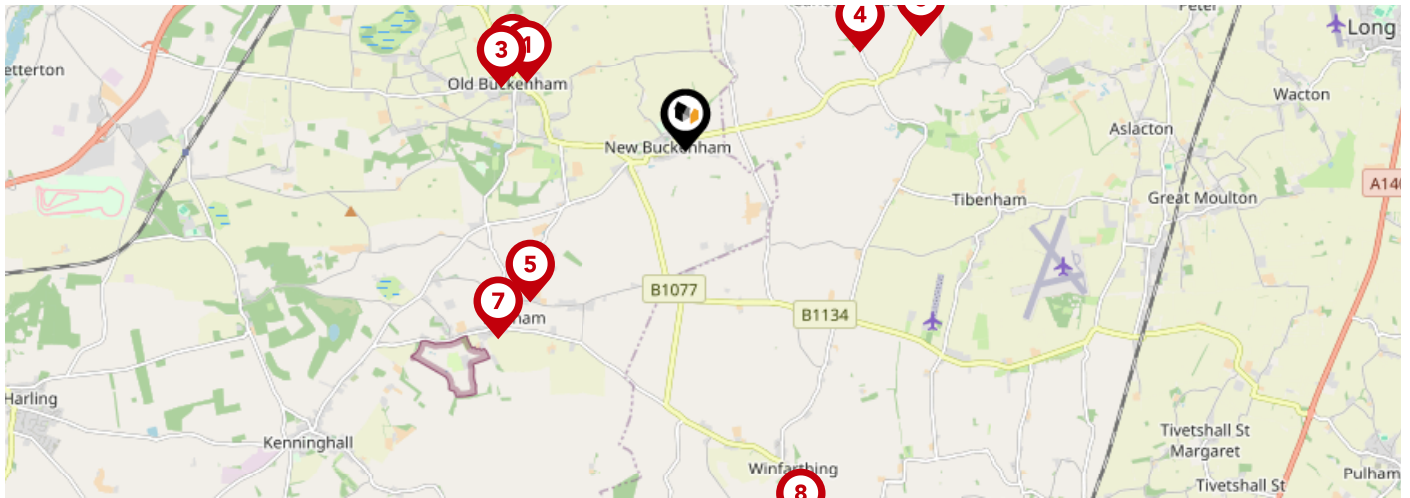 4
Long
3
1
etterton
Old Buckenham
Wacton
Aslacton
New Buckenham
A140
Tibenham
Great Moulton
5
B1077
7
B1134
ham
Harling
Kenninghall
Tivetshall St
Margaret
Winfarthing
Pulham
Tivetshall St
8